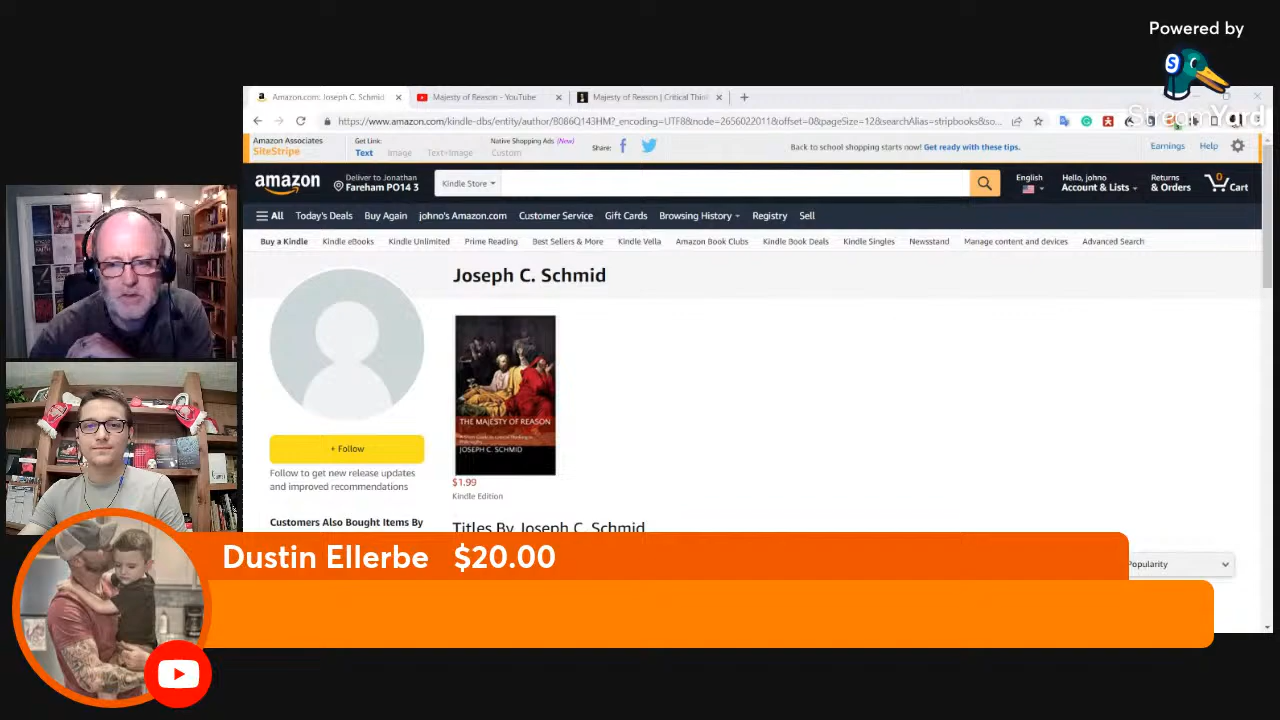 Powered by
StreamYard
Amazon.com: Joseph C. Schmid
Majesty of Reason - YouTube
Majesty of Reason | Critical Think
https://www.amazon.com/kindle-dbs/entity/author/B086Q143HM?_encoding=UTF8&node=26560220011&offset=0&pageSize=12&searchAlias=stripbooks&so...
Amazon Associates
SiteStripe
Get Link:
Text Image Text+Image
Native Shopping Ads (New)
Custom
Share:
Back to school shopping starts now! Get ready with these tips.
Earnings Help
amazon
Deliver to Jonathan
Fareham PO14 3
Kindle Store
English
Hello, johno
Account & Lists
Returns
& Orders
0
Cart
All Today's Deals Buy Again johno's Amazon.com Customer Service Gift Cards Browsing History Registry Sell
Buy a Kindle Kindle eBooks Kindle Unlimited Prime Reading Best Sellers & More Kindle Vella Amazon Book Clubs Kindle Book Deals Kindle Singles Newsstand Manage content and devices Advanced Search
Joseph C. Schmid
THE MAJESTY OF REASON
JOSEPH C. SCHMID
$1.99
Kindle Edition
+ Follow
Follow to get new release updates
and improved recommendations
Customers Also Bought Items By
Titles By Joseph C. Schmid
Popularity
Dustin Ellerbe $20.00